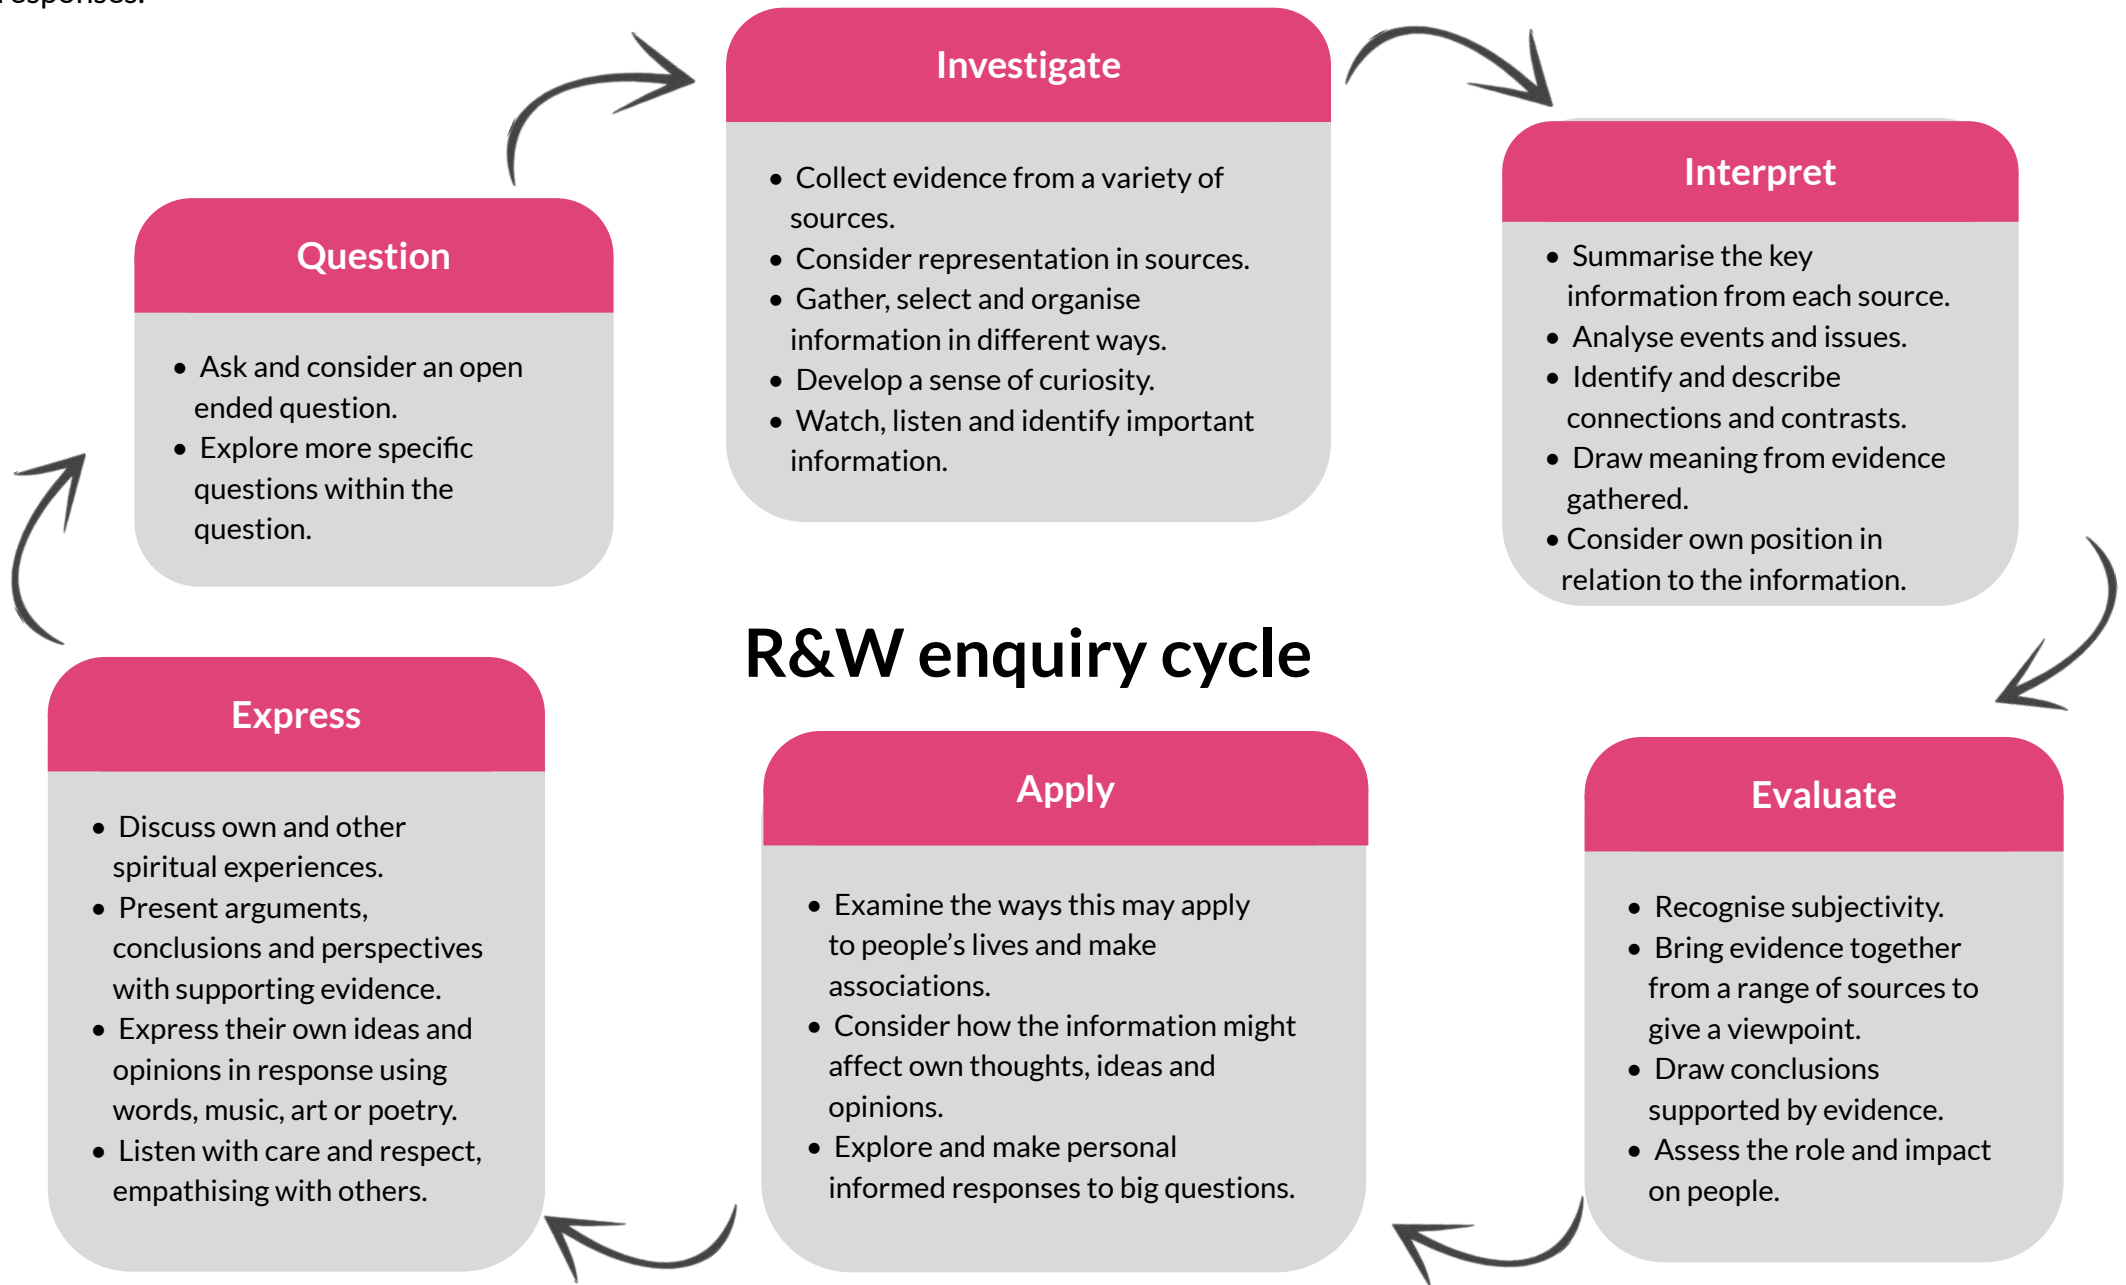 responses.
Investigate
• Collect evidence from a variety of
sources.
• Consider representation in sources.
• Gather, select and organise
information in different ways.
• Develop a sense of curiosity.
• Watch, listen and identify important
information.
Interpret
• Summarise the key
information from each source.
• Analyse events and issues.
• Identify and describe
connections and contrasts.
• Draw meaning from evidence
gathered.
• Consider own position in
relation to the information.
Question
• Ask and consider an open
ended question.
• Explore more specific
questions within the
question.
R&W enquiry cycle
Express
• Discuss own and other
spiritual experiences.
• Present arguments,
conclusions and perspectives
with supporting evidence.
• Express their own ideas and
opinions in response using
words, music, art or poetry.
• Listen with care and respect,
empathising with others.
Apply
• Examine the ways this may apply
to people’s lives and make
associations.
• Consider how the information might
affect own thoughts, ideas and
opinions.
• Explore and make personal
informed responses to big questions.
Evaluate
• Recognise subjectivity.
• Bring evidence together
from a range of sources to
give a viewpoint.
• Draw conclusions
supported by evidence.
• Assess the role and impact
on people.